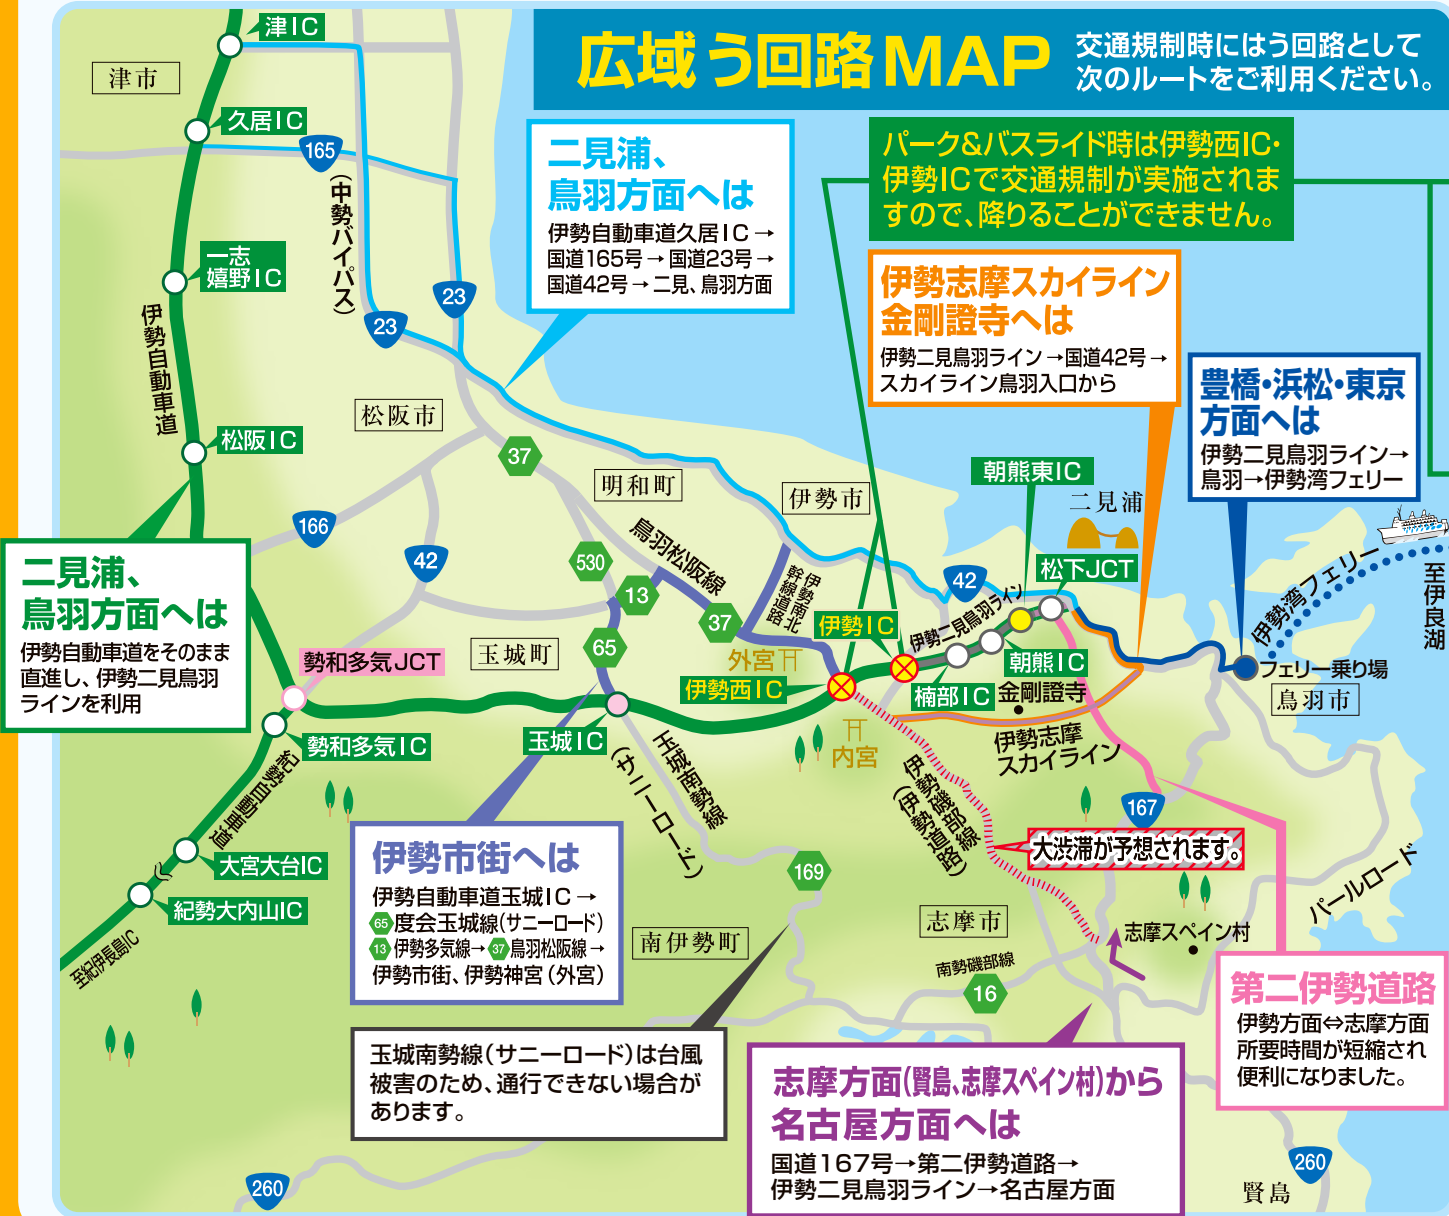 広域う回路MAP
交通規制時にはう回路として
次のルートをご利用ください。
津IC
津市
久居IC
165
(中勢バイパス)
一志
嬉野IC
伊勢自動車道
23
23
松阪市
松阪IC
37
166
42
二見浦、
鳥羽方面へは
伊勢自動車道久居IC→
国道165号→国道23号→
国道42号→二見、鳥羽方面
パーク&バスライド時は伊勢西IC・
伊勢ICで交通規制が実施されま
すので、降りることができません。
伊勢志摩スカイライン
金剛證寺へは
伊勢二見鳥羽ライン→国道42号→
スカイライン鳥羽入口から
豊橋・浜松・東京
方面へは
伊勢二見鳥羽ライン→
鳥羽→伊勢湾フェリー
明和町
伊勢市
朝熊東IC
二見浦
松下JCT
42
伊勢二見鳥羽ライン
伊勢湾フェリー
至伊良湖
フェリー乗り場
鳥羽市
二見浦、
鳥羽方面へは
伊勢自動車道をそのまま
直進し、伊勢二見鳥羽
ラインを利用
530
13
鳥羽松阪線
37
伊勢南北
幹線道路
65
玉城町
外宮
伊勢IC
伊勢西IC
朝熊IC
楠部IC
金剛證寺
伊勢志摩
スカイライン
内宮
勢和多気JCT
勢和多気IC
玉城IC
玉城南勢線
(サニーロード)
紀勢自動車道
大宮大台IC
紀勢大内山IC
至紀伊長島IC
伊勢磯部線
(伊勢道路)
167
大渋滞が予想されます。
パールロード
伊勢市街へは
伊勢自動車道玉城IC→
65度会玉城線(サニーロード)
13伊勢多気線→37鳥羽松阪線→
伊勢市街、伊勢神宮(外宮)
169
南伊勢町
志摩市
志摩スペイン村
南勢磯部線
16
第二伊勢道路
伊勢方面⇔志摩方面
所要時間が短縮され
便利になりました。
玉城南勢線(サニーロード)は台風
被害のため、通行できない場合が
あります。
志摩方面(賢島、志摩スペイン村)から
名古屋方面へは
国道167号→第二伊勢道路→
伊勢二見鳥羽ライン→名古屋方面
260
260
賢島